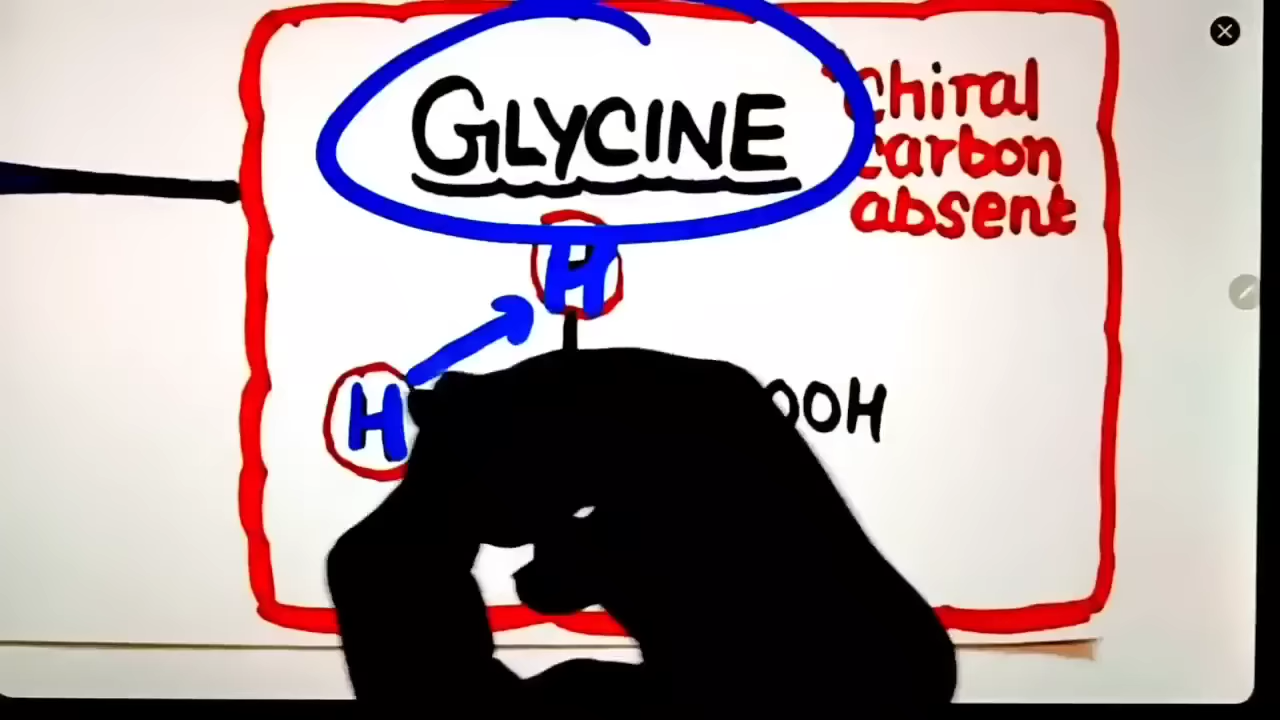 GLYCINE
Chiral
carbon
absent
H
H
OOH